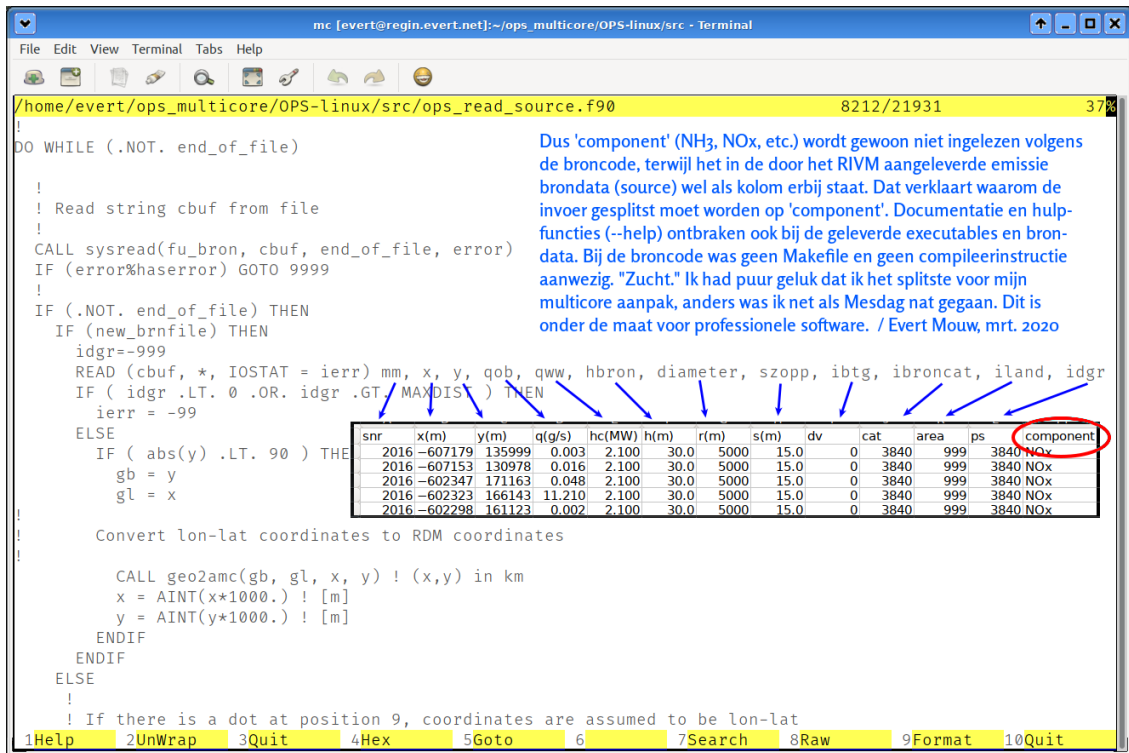 mc [evert@regin.evert.net]:~/ops_multicore/OPS-linux/src - Terminal
File Edit View Terminal Tabs Help
/home/evert/ops_multicore/OPS-linux/src/ops_read_source.f90 8212/21931 37%
!
DO WHILE (.NOT. end_of_file)
Dus 'component' (NH3, NOx, etc.) wordt gewoon niet ingelezen volgens
de broncode, terwijl het in de door het RIVM aangeleverde emissie
brondata (source) wel als kolom erbij staat. Dat verklaart waarom de
invoer gesplitst moet worden op 'component'. Documentatie en hulp-
functies (--help) ontbraken ook bij de geleverde executables en bron-
data. Bij de broncode was geen Makefile en geen compileerinstructie
aanwezig. "Zucht." Ik had puur geluk dat ik het splitste voor mijn
multicore aanpak, anders was ik net als Mesdag nat gegaan. Dit is
onder de maat voor professionele software. / Evert Mouw, mrt. 2020
!
! Read string cbuf from file
!
CALL sysread(fu_bron, cbuf, end_of_file, error)
IF (error%haserror) GOTO 9999
!
IF (.NOT. end_of_file) THEN
IF (new_brnfile) THEN
idgr=-999
READ (cbuf, *, IOSTAT = ierr) mm, x, y, qob, qww, hbron, diameter, szopp, ibtg, ibroncat, iland, idgr
IF ( idgr .LT. 0 .OR. idgr .GT. MAXDIST ) THEN
ierr = -99
ELSE
IF ( abs(y) .LT. 90 ) THE
gb = y
gl = x
snr x(m) y(m) q(g/s) hc(MW) h(m) r(m) s(m) dv cat area ps component
2016 −607179 135999 0.003 2.100 30.0 5000 15.0 0 3840 999 3840 NOx
2016 −607153 130978 0.016 2.100 30.0 5000 15.0 0 3840 999 3840 NOx
2016 −602347 171163 0.048 2.100 30.0 5000 15.0 0 3840 999 3840 NOx
2016 −602323 166143 11.210 2.100 30.0 5000 15.0 0 3840 999 3840 NOx
2016 −602298 161123 0.002 2.100 30.0 5000 15.0 0 3840 999 3840 NOx
!
! Convert lon-lat coordinates to RDM coordinates
!
CALL geo2amc(gb, gl, x, y) ! (x,y) in km
x = AINT(x*1000.) ! [m]
y = AINT(y*1000.) ! [m]
ENDIF
ENDIF
ELSE
!
! If there is a dot at position 9, coordinates are assumed to be lon-lat
1Help 2UnWrap 3Quit 4Hex 5Goto 6 7Search 8Raw 9Format 10Quit